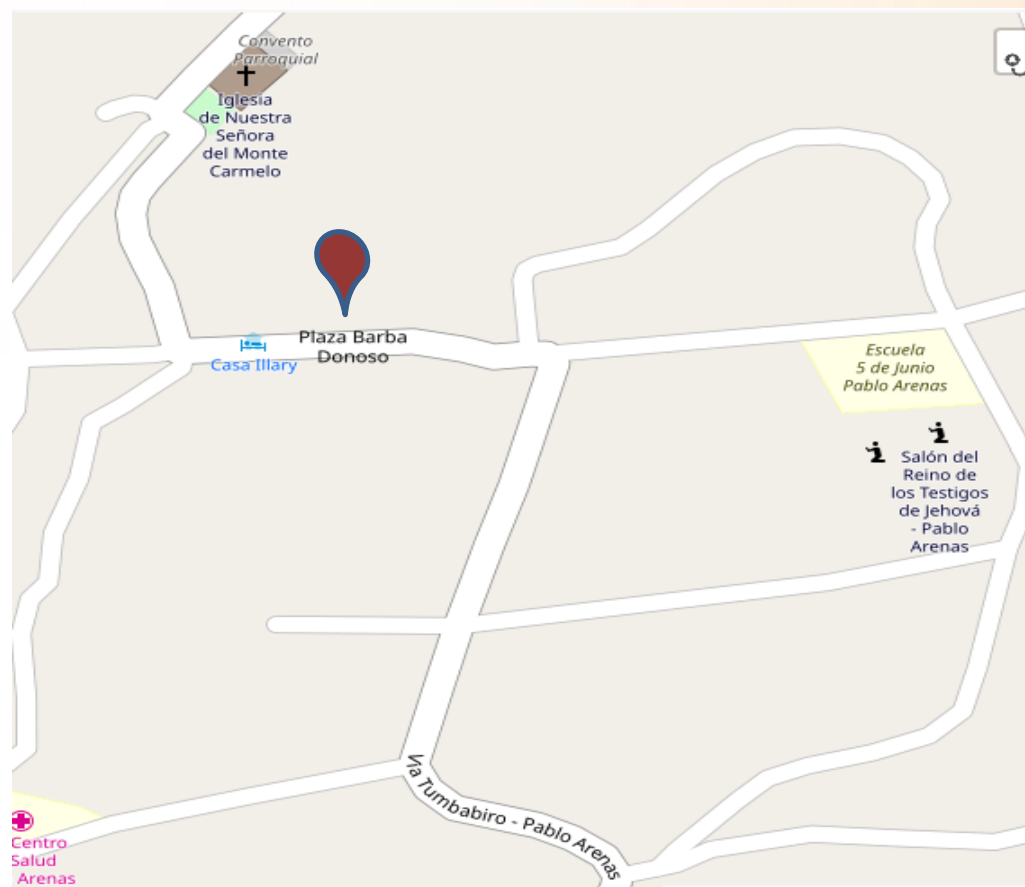 Convento
Parroquial
Iglesia
de Nuestra
Señora
del Monte
Carmelo
Plaza Barba
Donoso
Casa Illary
Escuela
5 de Junio
Pablo Arenas
Salón del
Reino de
los Testigos
de Jehová
- Pablo
Arenas
Vía Tumbabiro - Pablo Arenas
Centro
Salud
Arenas